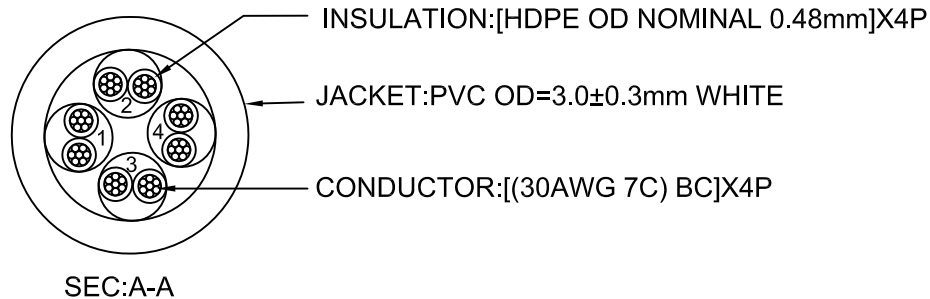 INSULATION:[HDPE OD NOMINAL 0.48mm]X4P
JACKET:PVC OD=3.0±0.3mm WHITE
2
1
4
3
CONDUCTOR:[(30AWG 7C) BC]X4P
SEC:A-A